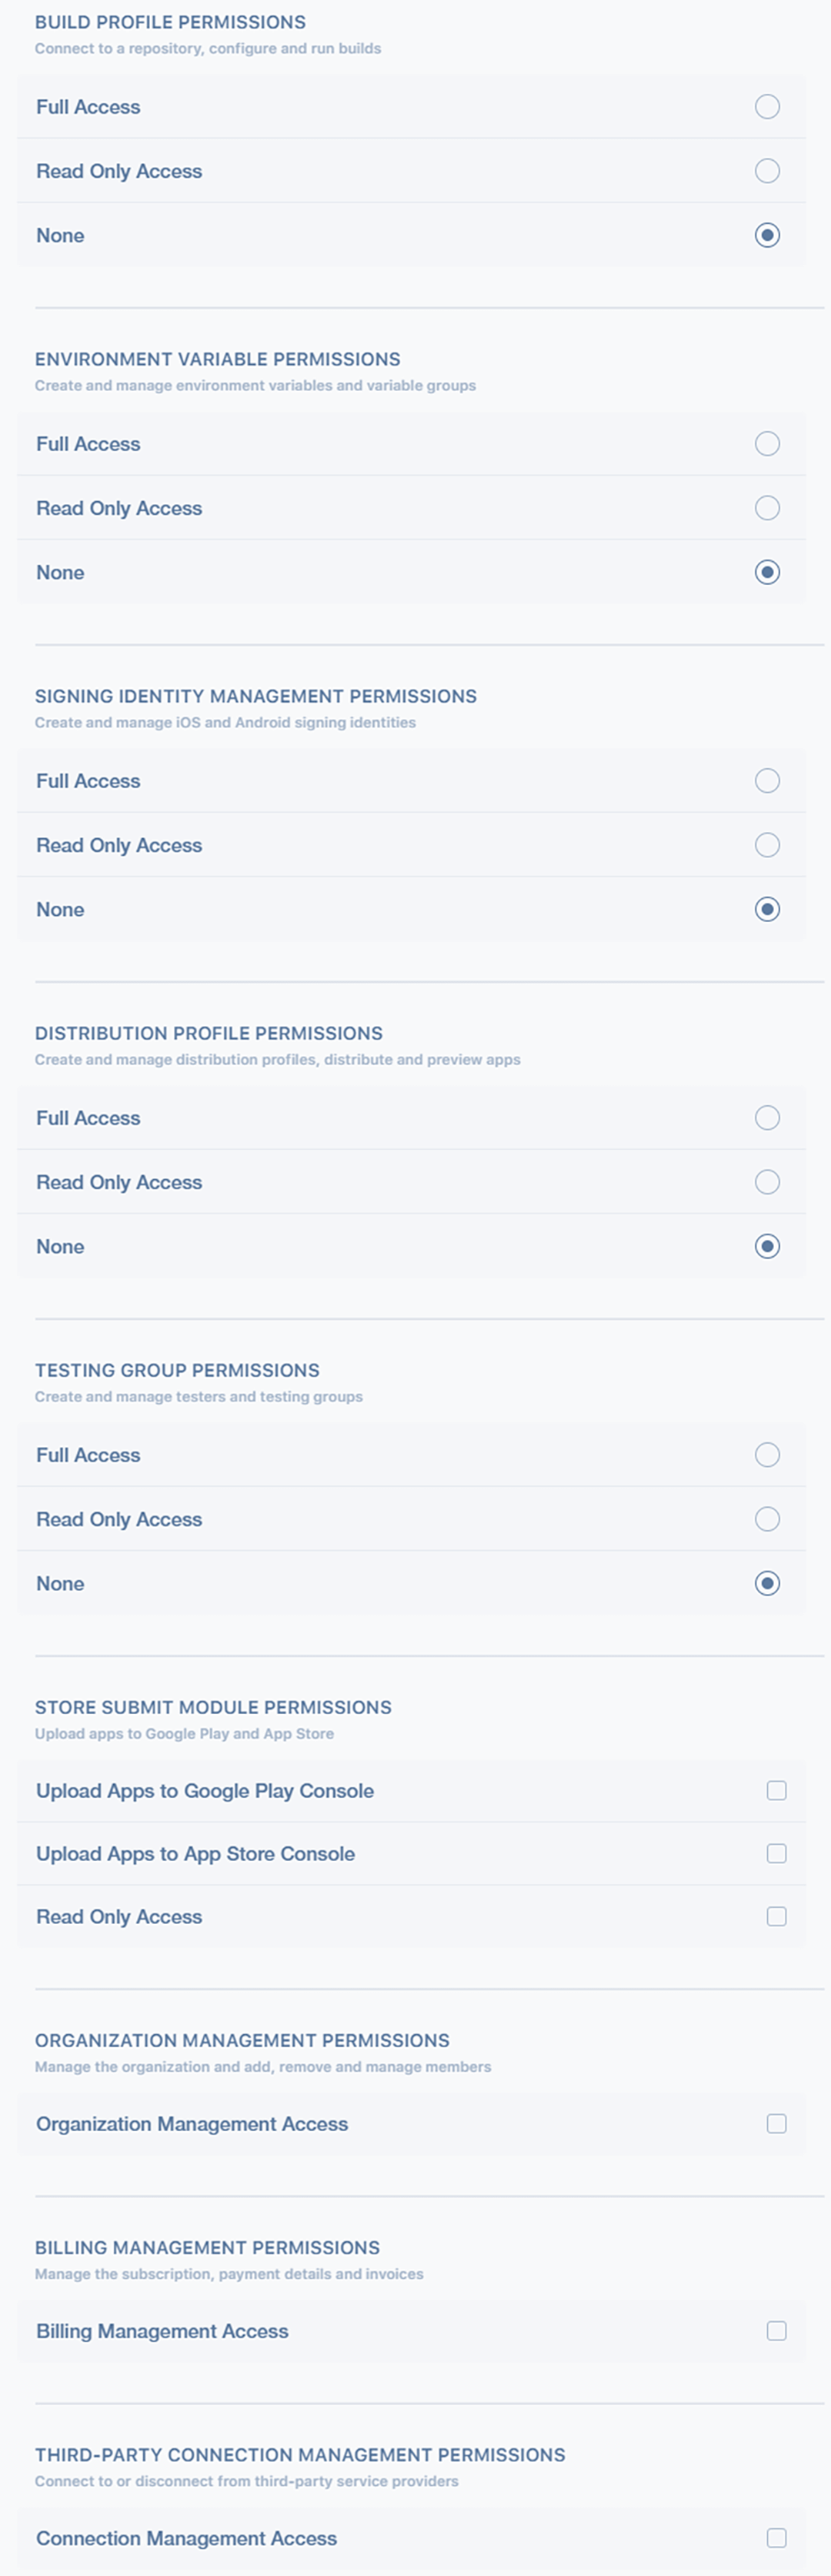 BUILD PROFILE PERMISSIONS
Connect to a repository, configure and run builds
Full Access
Read Only Access
None
ENVIRONMENT VARIABLE PERMISSIONS
Create and manage environment variables and variable groups
Full Access
Read Only Access
None
SIGNING IDENTITY MANAGEMENT PERMISSIONS
Create and manage iOS and Android signing identities
Full Access
Read Only Access
None
DISTRIBUTION PROFILE PERMISSIONS
Create and manage distribution profiles, distribute and preview apps
Full Access
Read Only Access
None
TESTING GROUP PERMISSIONS
Create and manage testers and testing groups
Full Access
Read Only Access
None
STORE SUBMIT MODULE PERMISSIONS
Upload apps to Google Play and App Store
Upload Apps to Google Play Console
Upload Apps to App Store Console
Read Only Access
ORGANIZATION MANAGEMENT PERMISSIONS
Manage the organization and add, remove and manage members
Organization Management Access
BILLING MANAGEMENT PERMISSIONS
Manage the subscription, payment details and invoices
Billing Management Access
THIRD-PARTY CONNECTION MANAGEMENT PERMISSIONS
Connect to or disconnect from third-party service providers
Connection Management Access